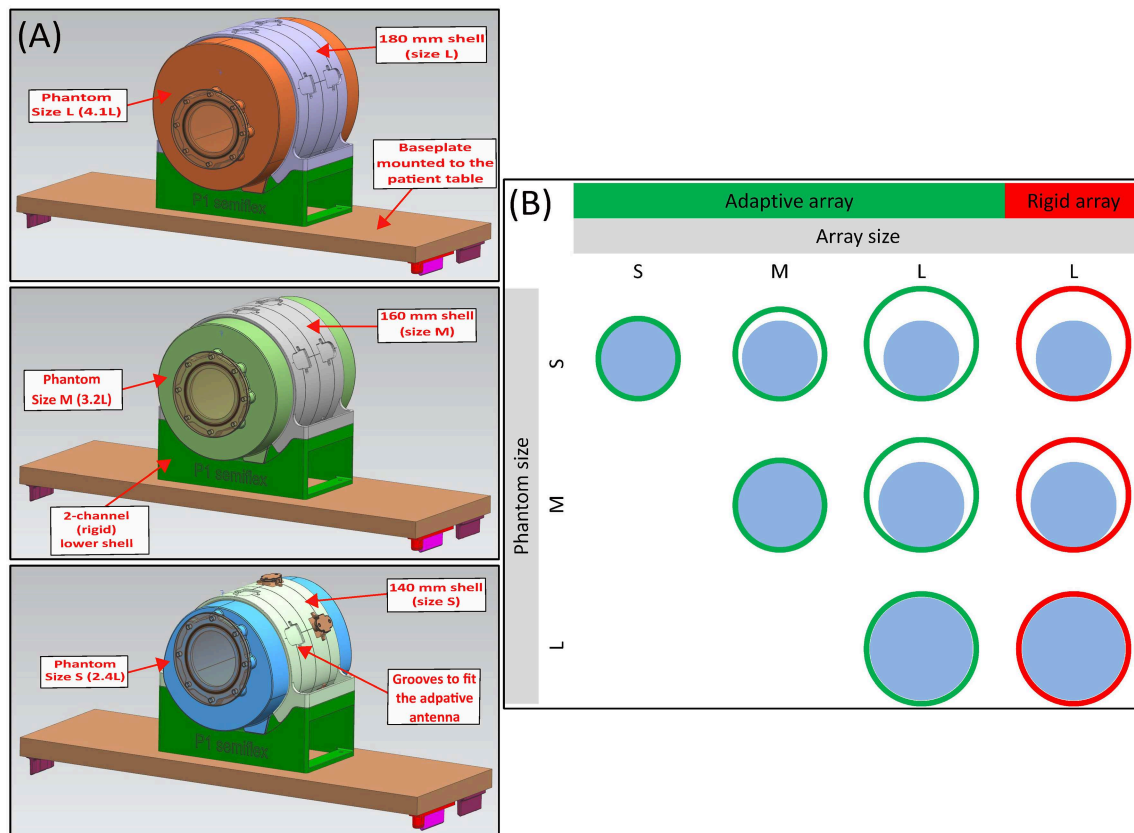 (A)
180 mm shell
(size L)
Phantom
Size L (4.1L)
Baseplate
mounted to the
patient table
P1 semiflex
160 mm shell
(size M)
Phantom
Size M (3.2L)
P1 semiflex
2-channel
(rigid)
lower shell
140 mm shell
(size S)
Phantom
Size S (2.4L)
Grooves to fit
the adpative
antenna
P1 semiflex
(B)
Adaptive array
Rigid array
Array size
S M L L
Phantom size
S
M
L